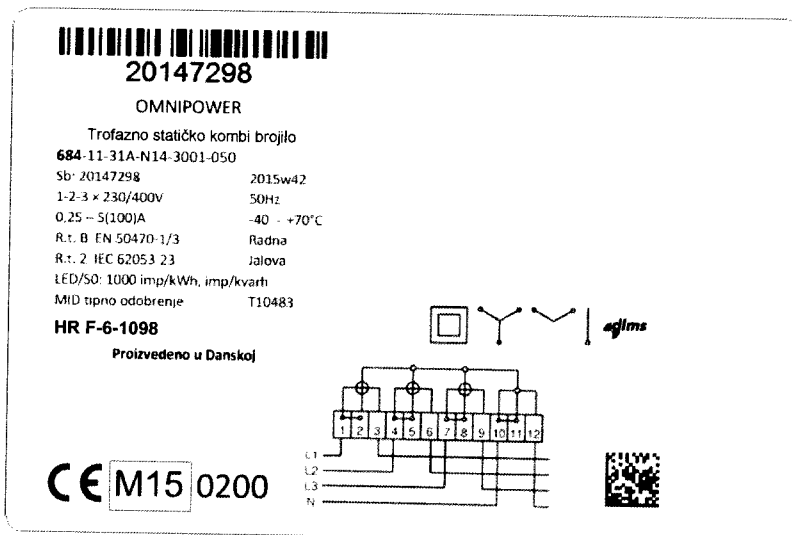 20147298
OMNIPOWER
Trofazno statičko kombi brojilo
684-11-31A-N14-3001-050
Sb: 20147298 2015w42
1-2-3 × 230/400V 50Hz
0,25 – 5(100)A -40 - +70°C
R.t. B EN 50470-1/3 Radna
R.t. 2 IEC 62053 23 Jalova
LED/S0: 1000 imp/kWh, imp/kvarh
MID tipno odobrenje T10483
HR F-6-1098
Proizvedeno u Danskoj
1 2 3 4 5 6 7 8 9 10 11 12
L1
L2
L3
N
CE M15 0200